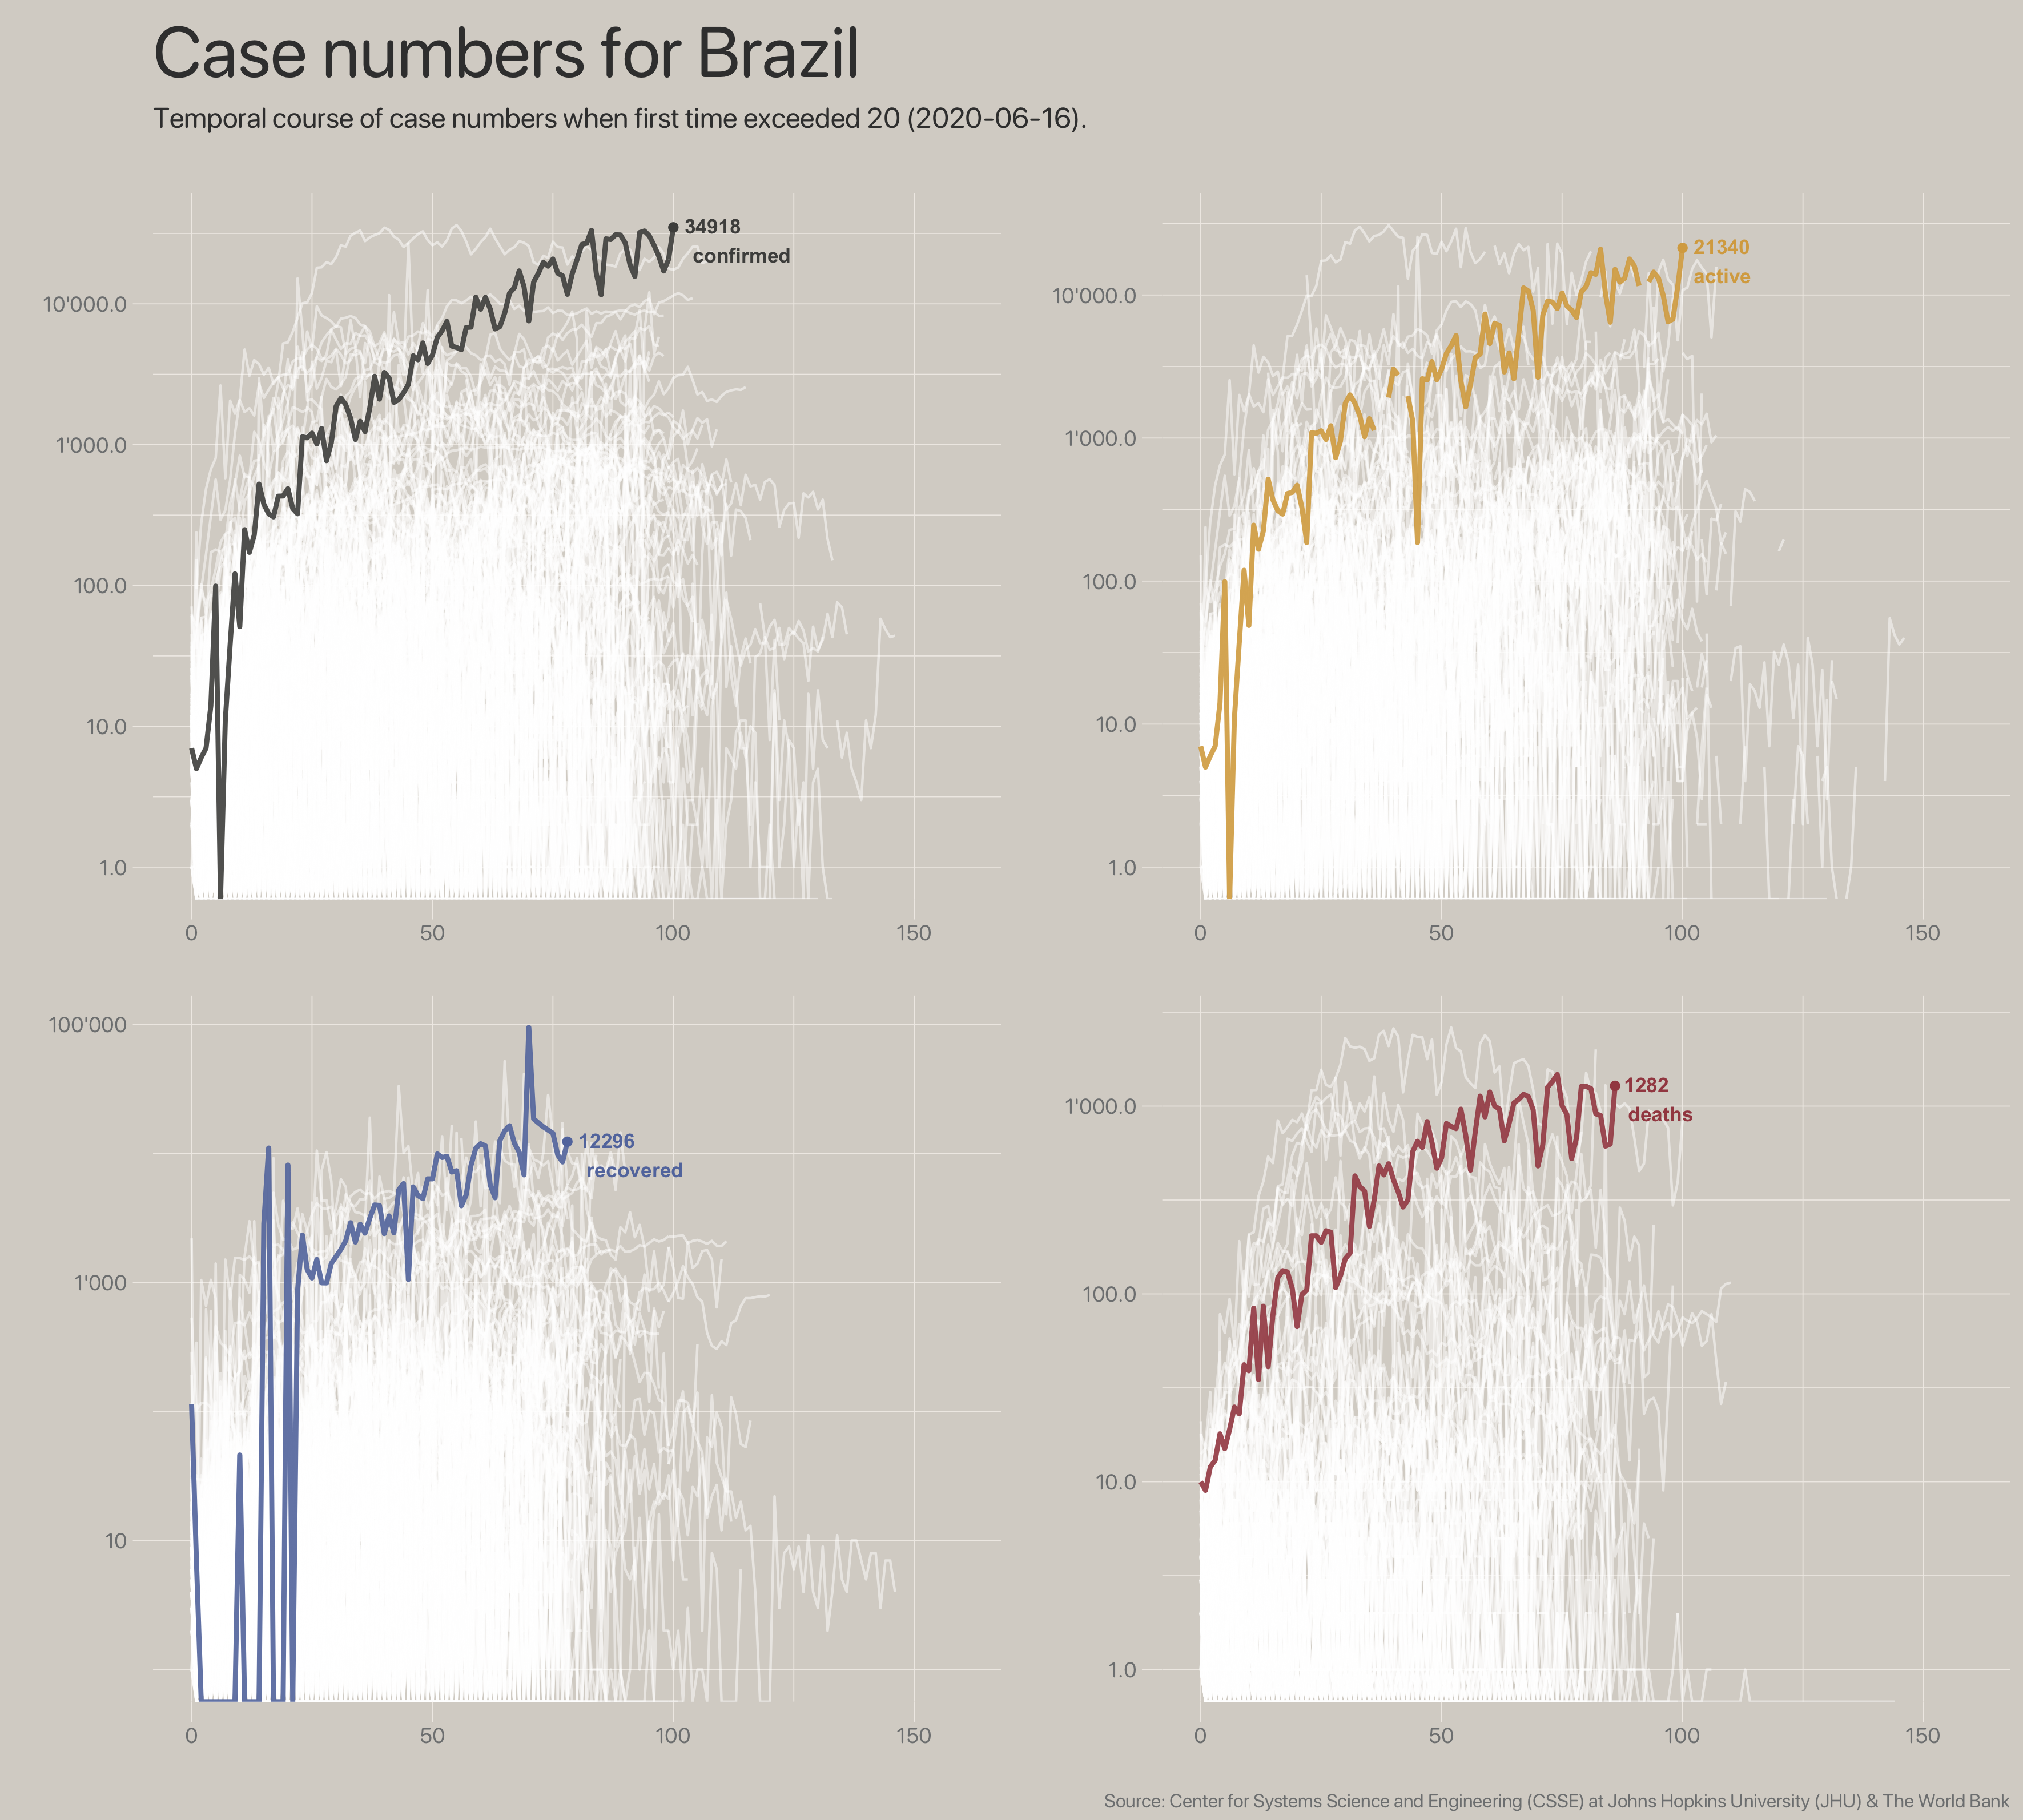 Case numbers for Brazil
Temporal course of case numbers when first time exceeded 20 (2020-06-16).
34918
confirmed
10'000.0
1'000.0
100.0
10.0
1.0
0 50 100 150
21340
active
10'000.0
1'000.0
100.0
10.0
1.0
0 50 100 150
100'000
12296
recovered
1'000
10
0 50 100 150
1282
deaths
1'000.0
100.0
10.0
1.0
0 50 100 150
Source: Center for Systems Science and Engineering (CSSE) at Johns Hopkins University (JHU) & The World Bank